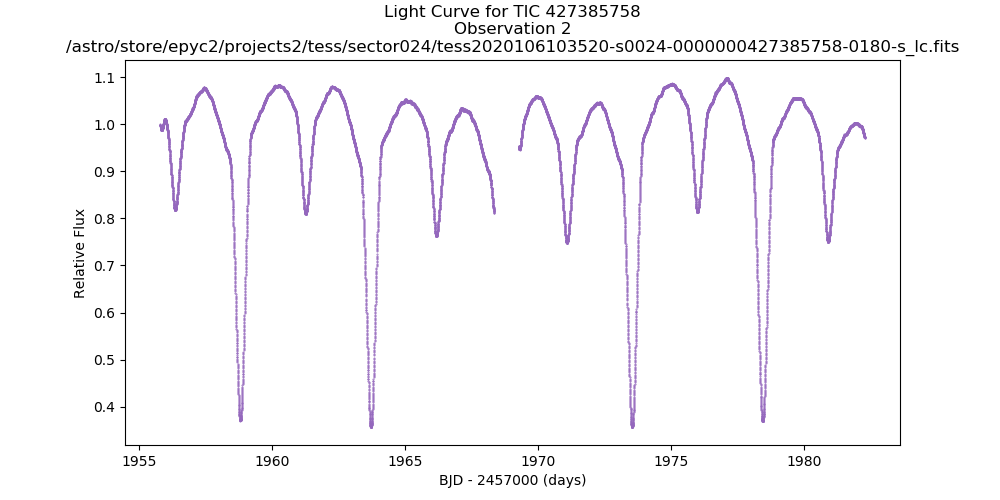 Light Curve for TIC 427385758
Observation 2
/astro/store/epyc2/projects2/tess/sector024/tess2020106103520-s0024-0000000427385758-0180-s_lc.fits
1.1
1.0
0.9
0.8
0.7
0.6
0.5
0.4
Relative Flux
1955
1960
1965
1970
1975
1980
BJD - 2457000 (days)